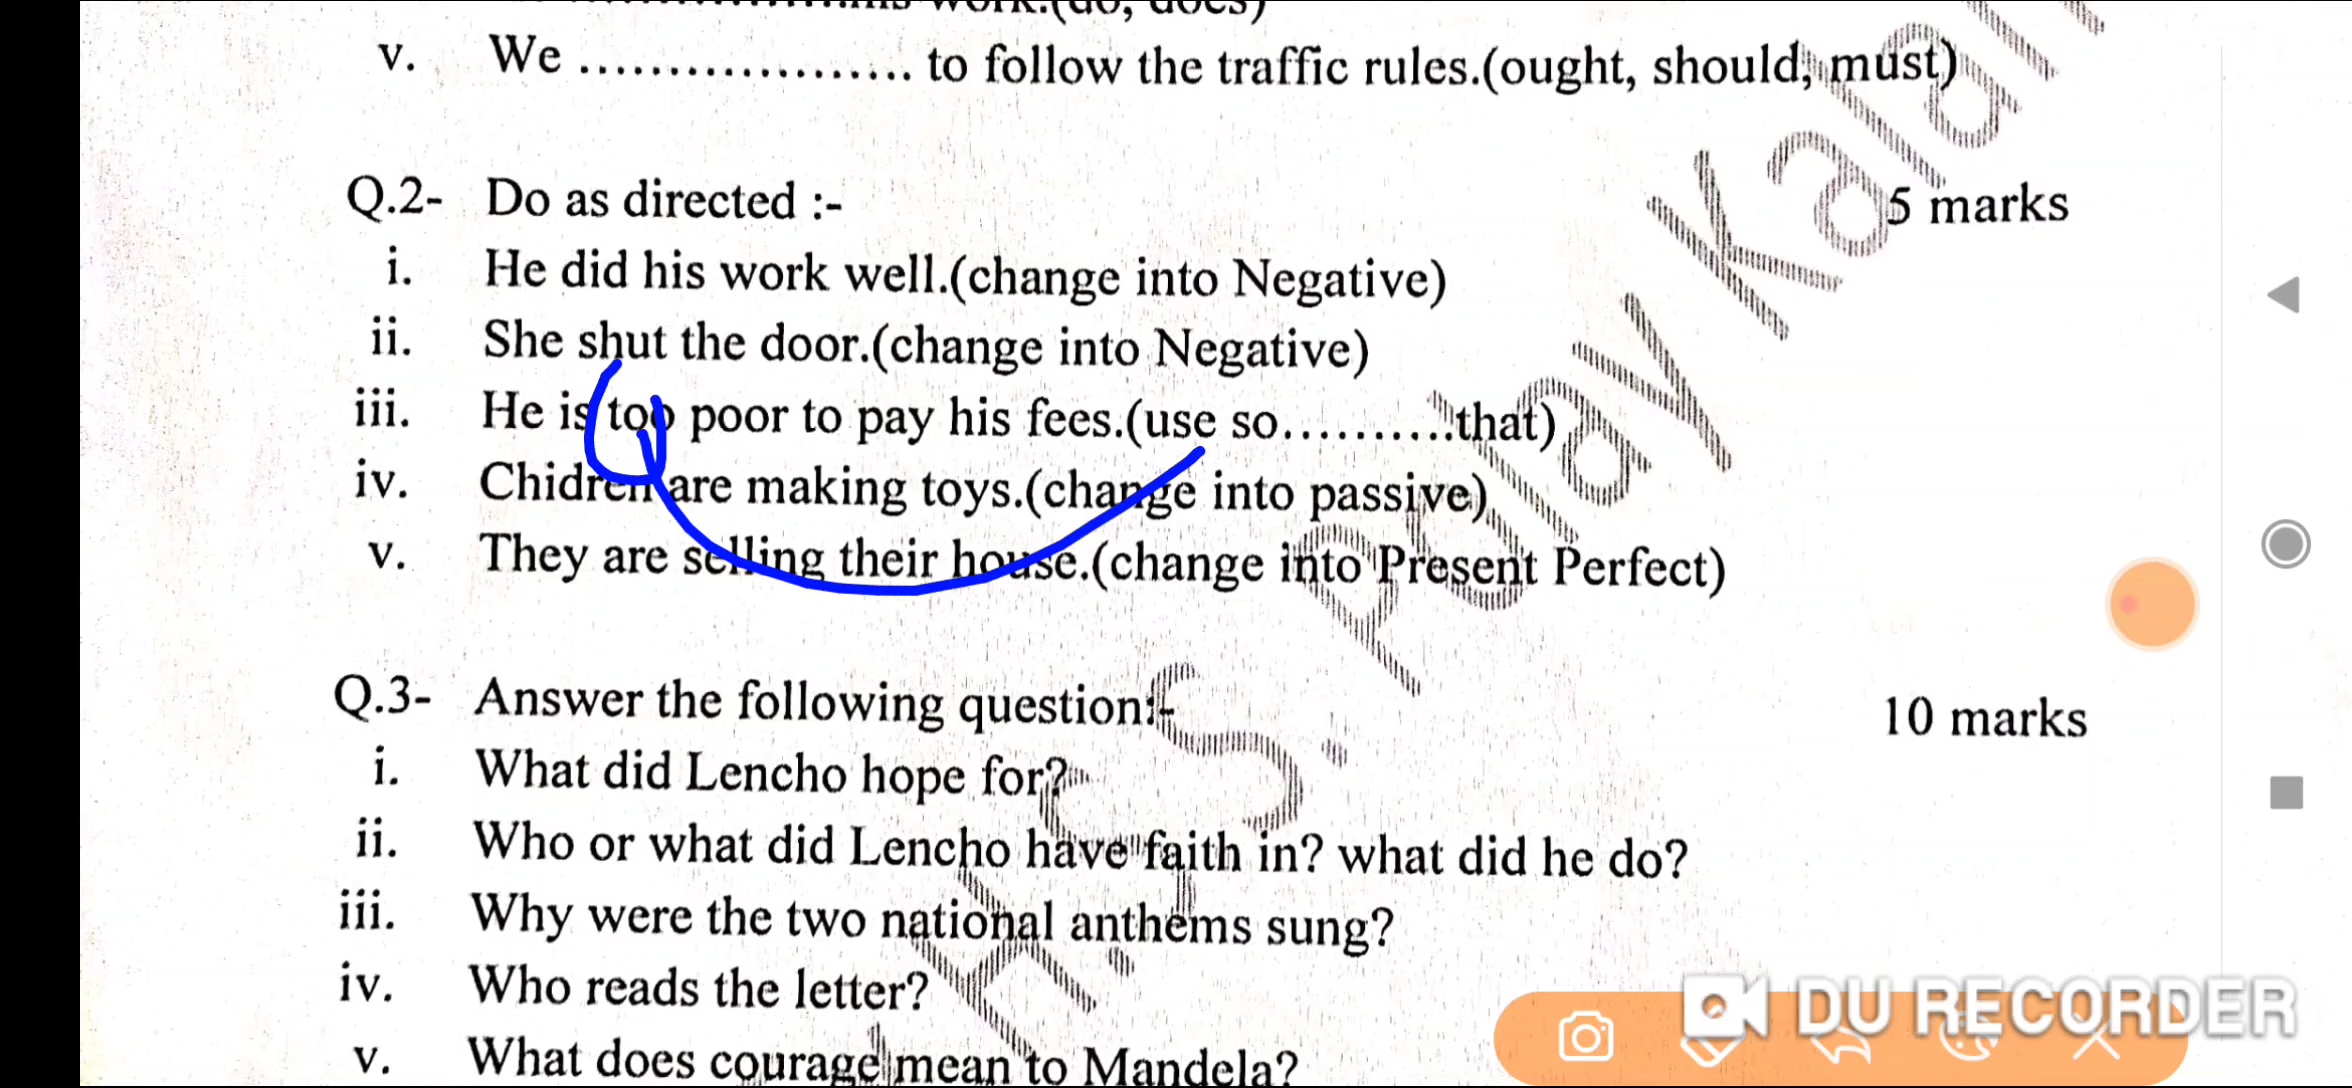 work.(do, does)
v. We ................... to follow the traffic rules.(ought, should, must)
Q.2- Do as directed :- 5 marks
i. He did his work well.(change into Negative)
ii. She shut the door.(change into Negative)
iii. He is too poor to pay his fees.(use so..........that)
iv. Chidren are making toys.(change into passive)
v. They are selling their house.(change into Present Perfect)
Q.3- Answer the following question:- 10 marks
i. What did Lencho hope for?
ii. Who or what did Lencho have faith in? what did he do?
iii. Why were the two national anthems sung?
iv. Who reads the letter?
v. What does courage mean to Mandela?
DU RECORDER